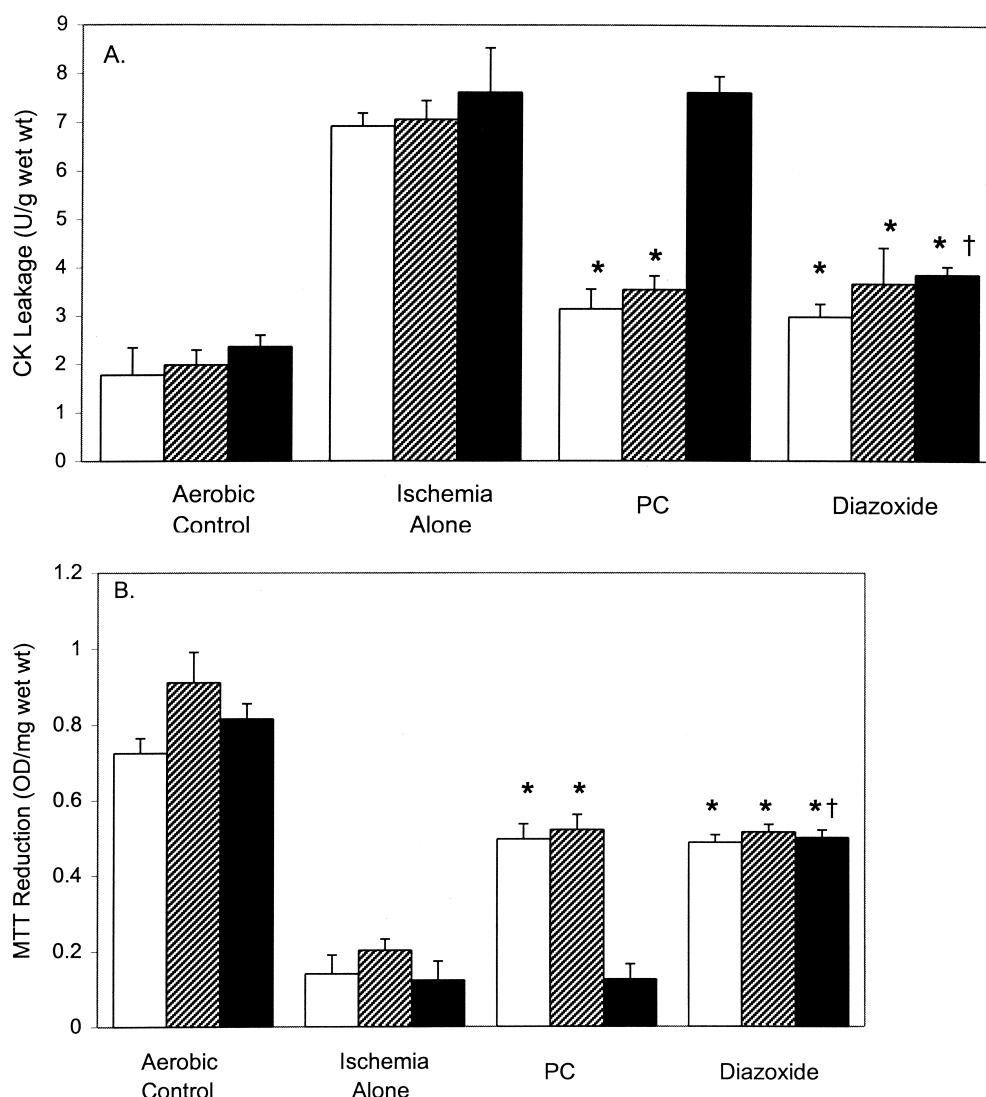 A.
CK Leakage (U/g wet wt)
9
8
7
6
5
4
3
2
1
0
* * * * * †
Aerobic Control
Ischemia Alone
PC
Diazoxide
B.
MTT Reduction (OD/mg wet wt)
1.2
1
0.8
0.6
0.4
0.2
0
* * * * * †
Aerobic Control
Ischemia Alone
PC
Diazoxide